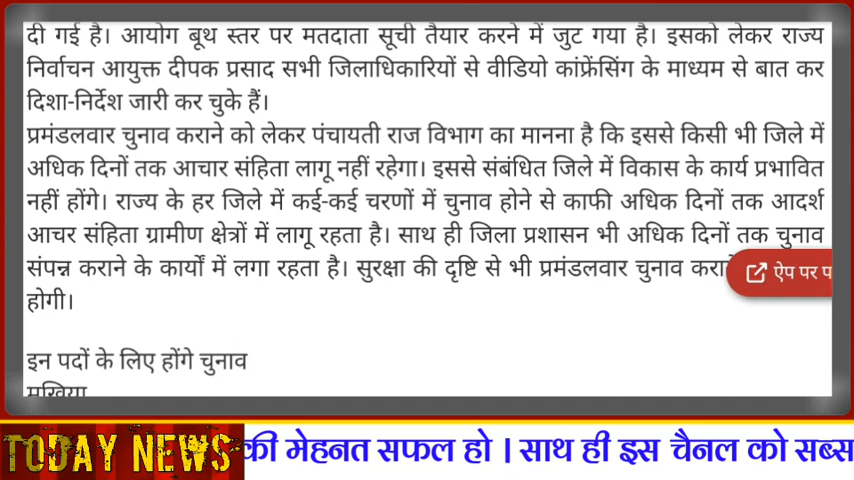 दी गई है। आयोग बूथ स्तर पर मतदाता सूची तैयार करने में जुट गया है। इसको लेकर राज्य
निर्वाचन आयुक्त दीपक प्रसाद सभी जिलाधिकारियों से वीडियो कांफ्रेंसिंग के माध्यम से बात कर
दिशा-निर्देश जारी कर चुके हैं।
प्रमंडलवार चुनाव कराने को लेकर पंचायती राज विभाग का मानना है कि इससे किसी भी जिले में
अधिक दिनों तक आचार संहिता लागू नहीं रहेगा। इससे संबंधित जिले में विकास के कार्य प्रभावित
नहीं होंगे। राज्य के हर जिले में कई-कई चरणों में चुनाव होने से काफी अधिक दिनों तक आदर्श
आचर संहिता ग्रामीण क्षेत्रों में लागू रहता है। साथ ही जिला प्रशासन भी अधिक दिनों तक चुनाव
संपन्न कराने के कार्यों में लगा रहता है। सुरक्षा की दृष्टि से भी प्रमंडलवार चुनाव
ऐप पर
होगी।
इन पदों के लिए होंगे चुनाव
मुखिया
TODAY NEWS
की मेहनत सफल हो । साथ ही इस चैनल को सब्स